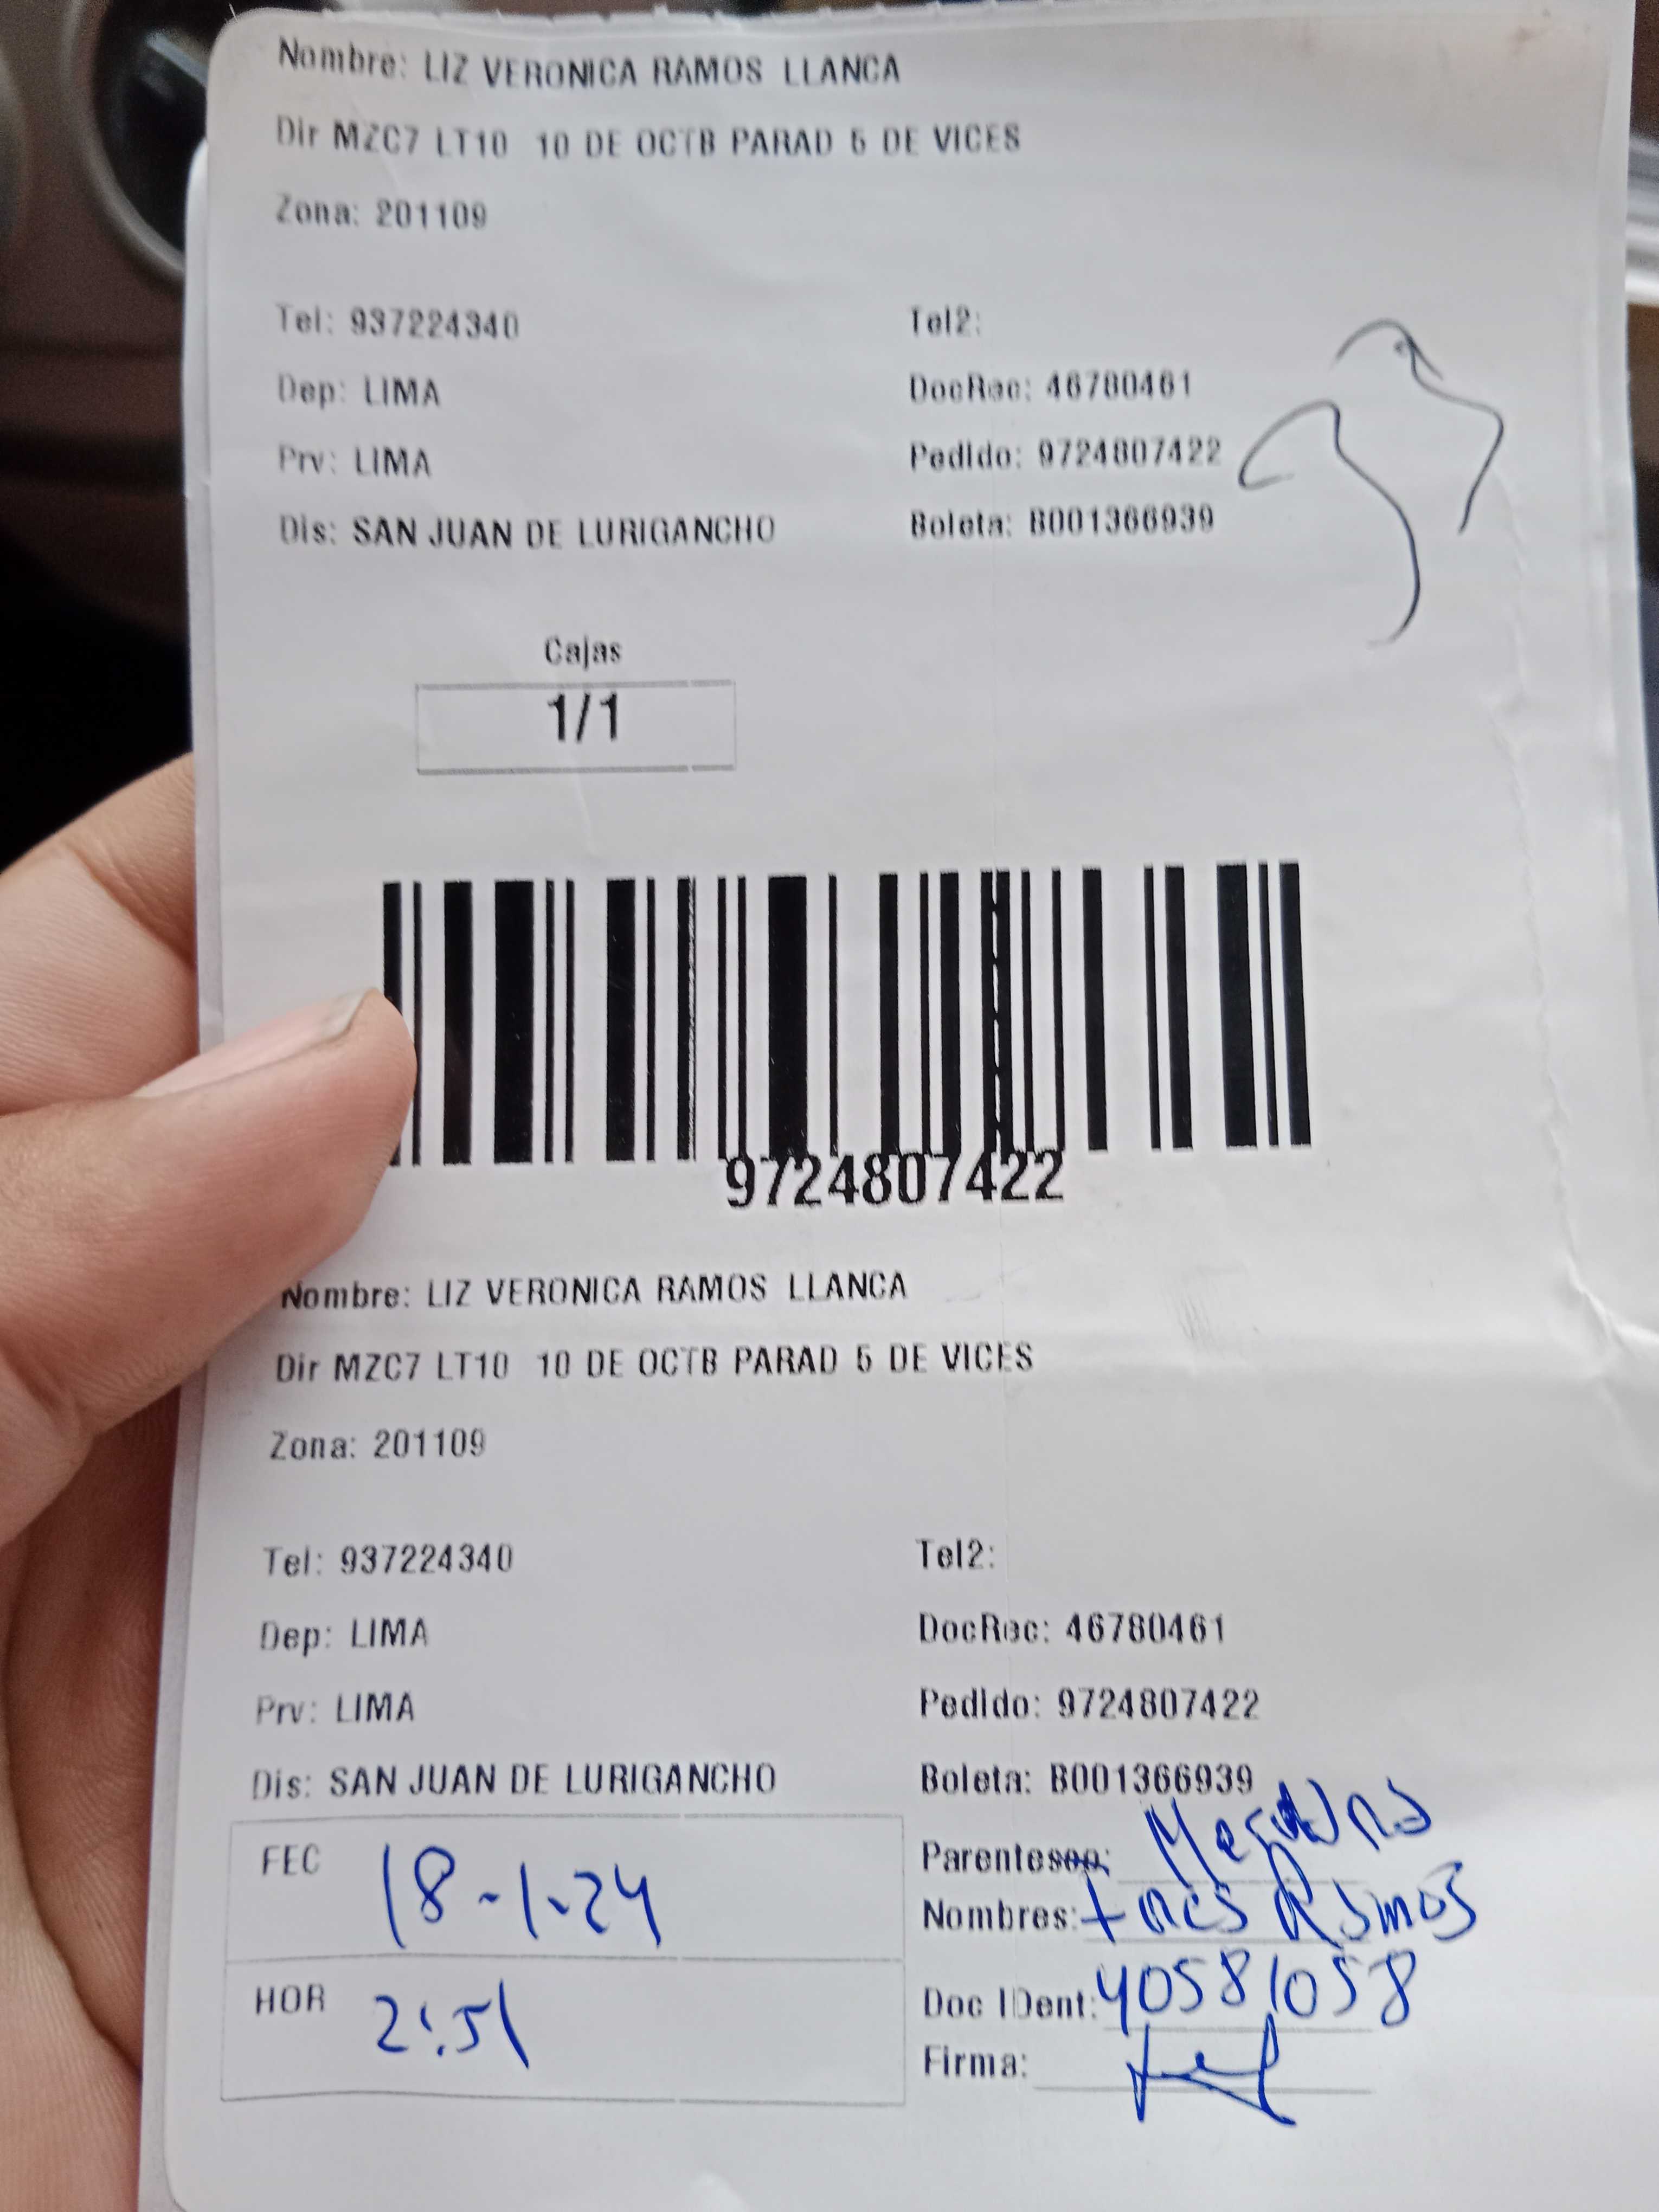 Nombre: LIZ VERONICA RAMOS LLANCA
Dir MZC7 LT10 10 DE OCTB PARAD 5 DE VICES
Zona: 201109
Tel: 937224340 Tel2:
Dep: LIMA DocRec: 46780461
Prv: LIMA Pedido: 9724807422
Dis: SAN JUAN DE LURIGANCHO Boleta: B001366939
Cajas
1/1
9724807422
Nombre: LIZ VERONICA RAMOS LLANCA
Dir MZC7 LT10 10 DE OCTB PARAD 5 DE VICES
Zona: 201109
Tel: 937224340 Tel2:
Dep: LIMA DocRec: 46780461
Prv: LIMA Pedido: 9724807422
Dis: SAN JUAN DE LURIGANCHO Boleta: B001366939
FEC 18-1-24 Parentesco:
Nombres: Ramos
HOR 2:51 Doc IDent: 40581058
Firma: